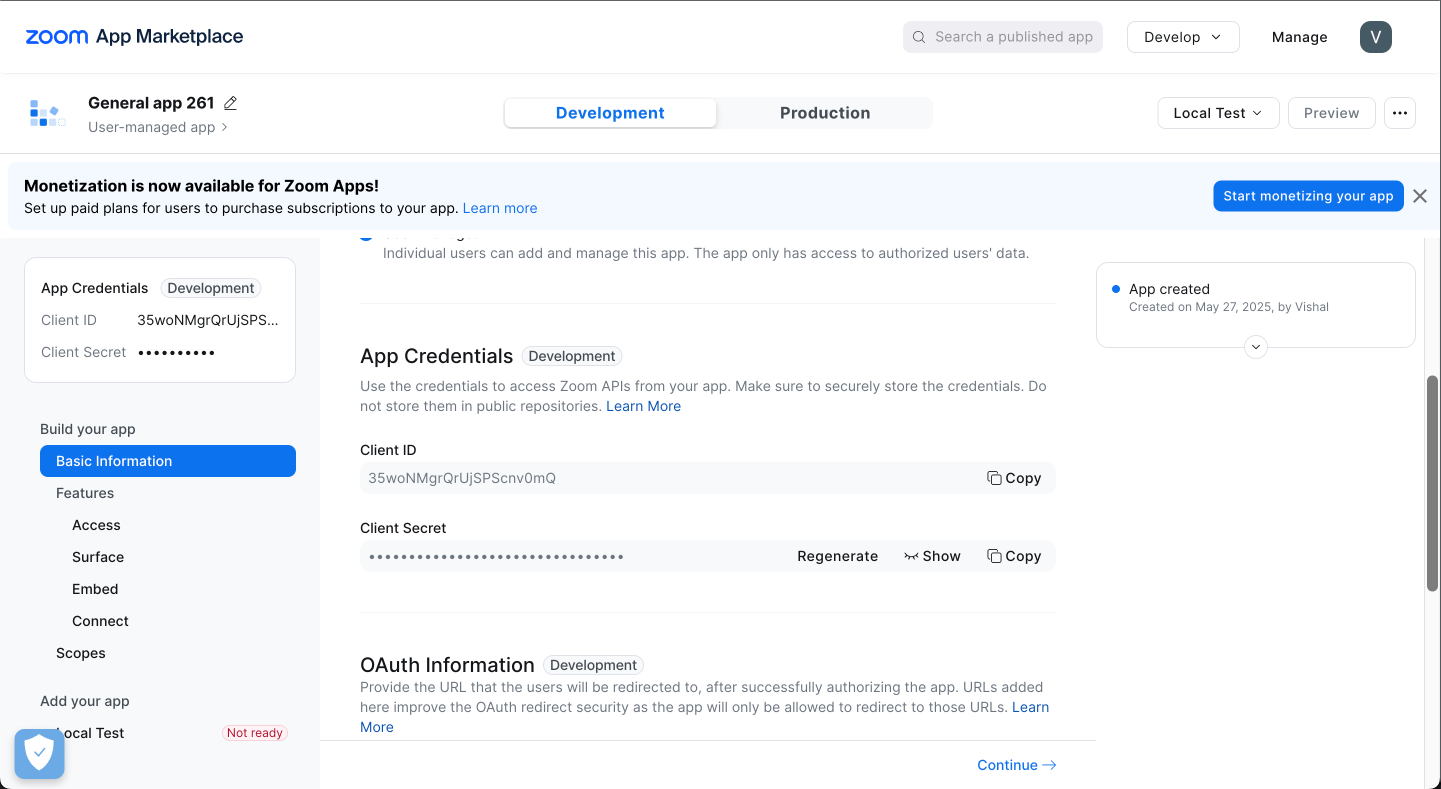 zoom App Marketplace
Search a published app
Develop
Manage
V
General app 261
User-managed app
Development
Production
Local Test
Preview
Monetization is now available for Zoom Apps!
Set up paid plans for users to purchase subscriptions to your app. Learn more
Start monetizing your app
App Credentials Development
Client ID 35woNMgrQrUjSPS...
Client Secret ••••••••••
Build your app
Basic Information
Features
Access
Surface
Embed
Connect
Scopes
Add your app
ocal Test Not ready
Individual users can add and manage this app. The app only has access to authorized users' data.
App Credentials Development
Use the credentials to access Zoom APIs from your app. Make sure to securely store the credentials. Do
not store them in public repositories. Learn More
Client ID
35woNMgrQrUjSPScnv0mQ Copy
Client Secret
•••••••••••••••••••••••••••••••• Regenerate Show Copy
OAuth Information Development
Provide the URL that the users will be redirected to, after successfully authorizing the app. URLs added
here improve the OAuth redirect security as the app will only be allowed to redirect to those URLs. Learn
More
Continue
App created
Created on May 27, 2025, by Vishal